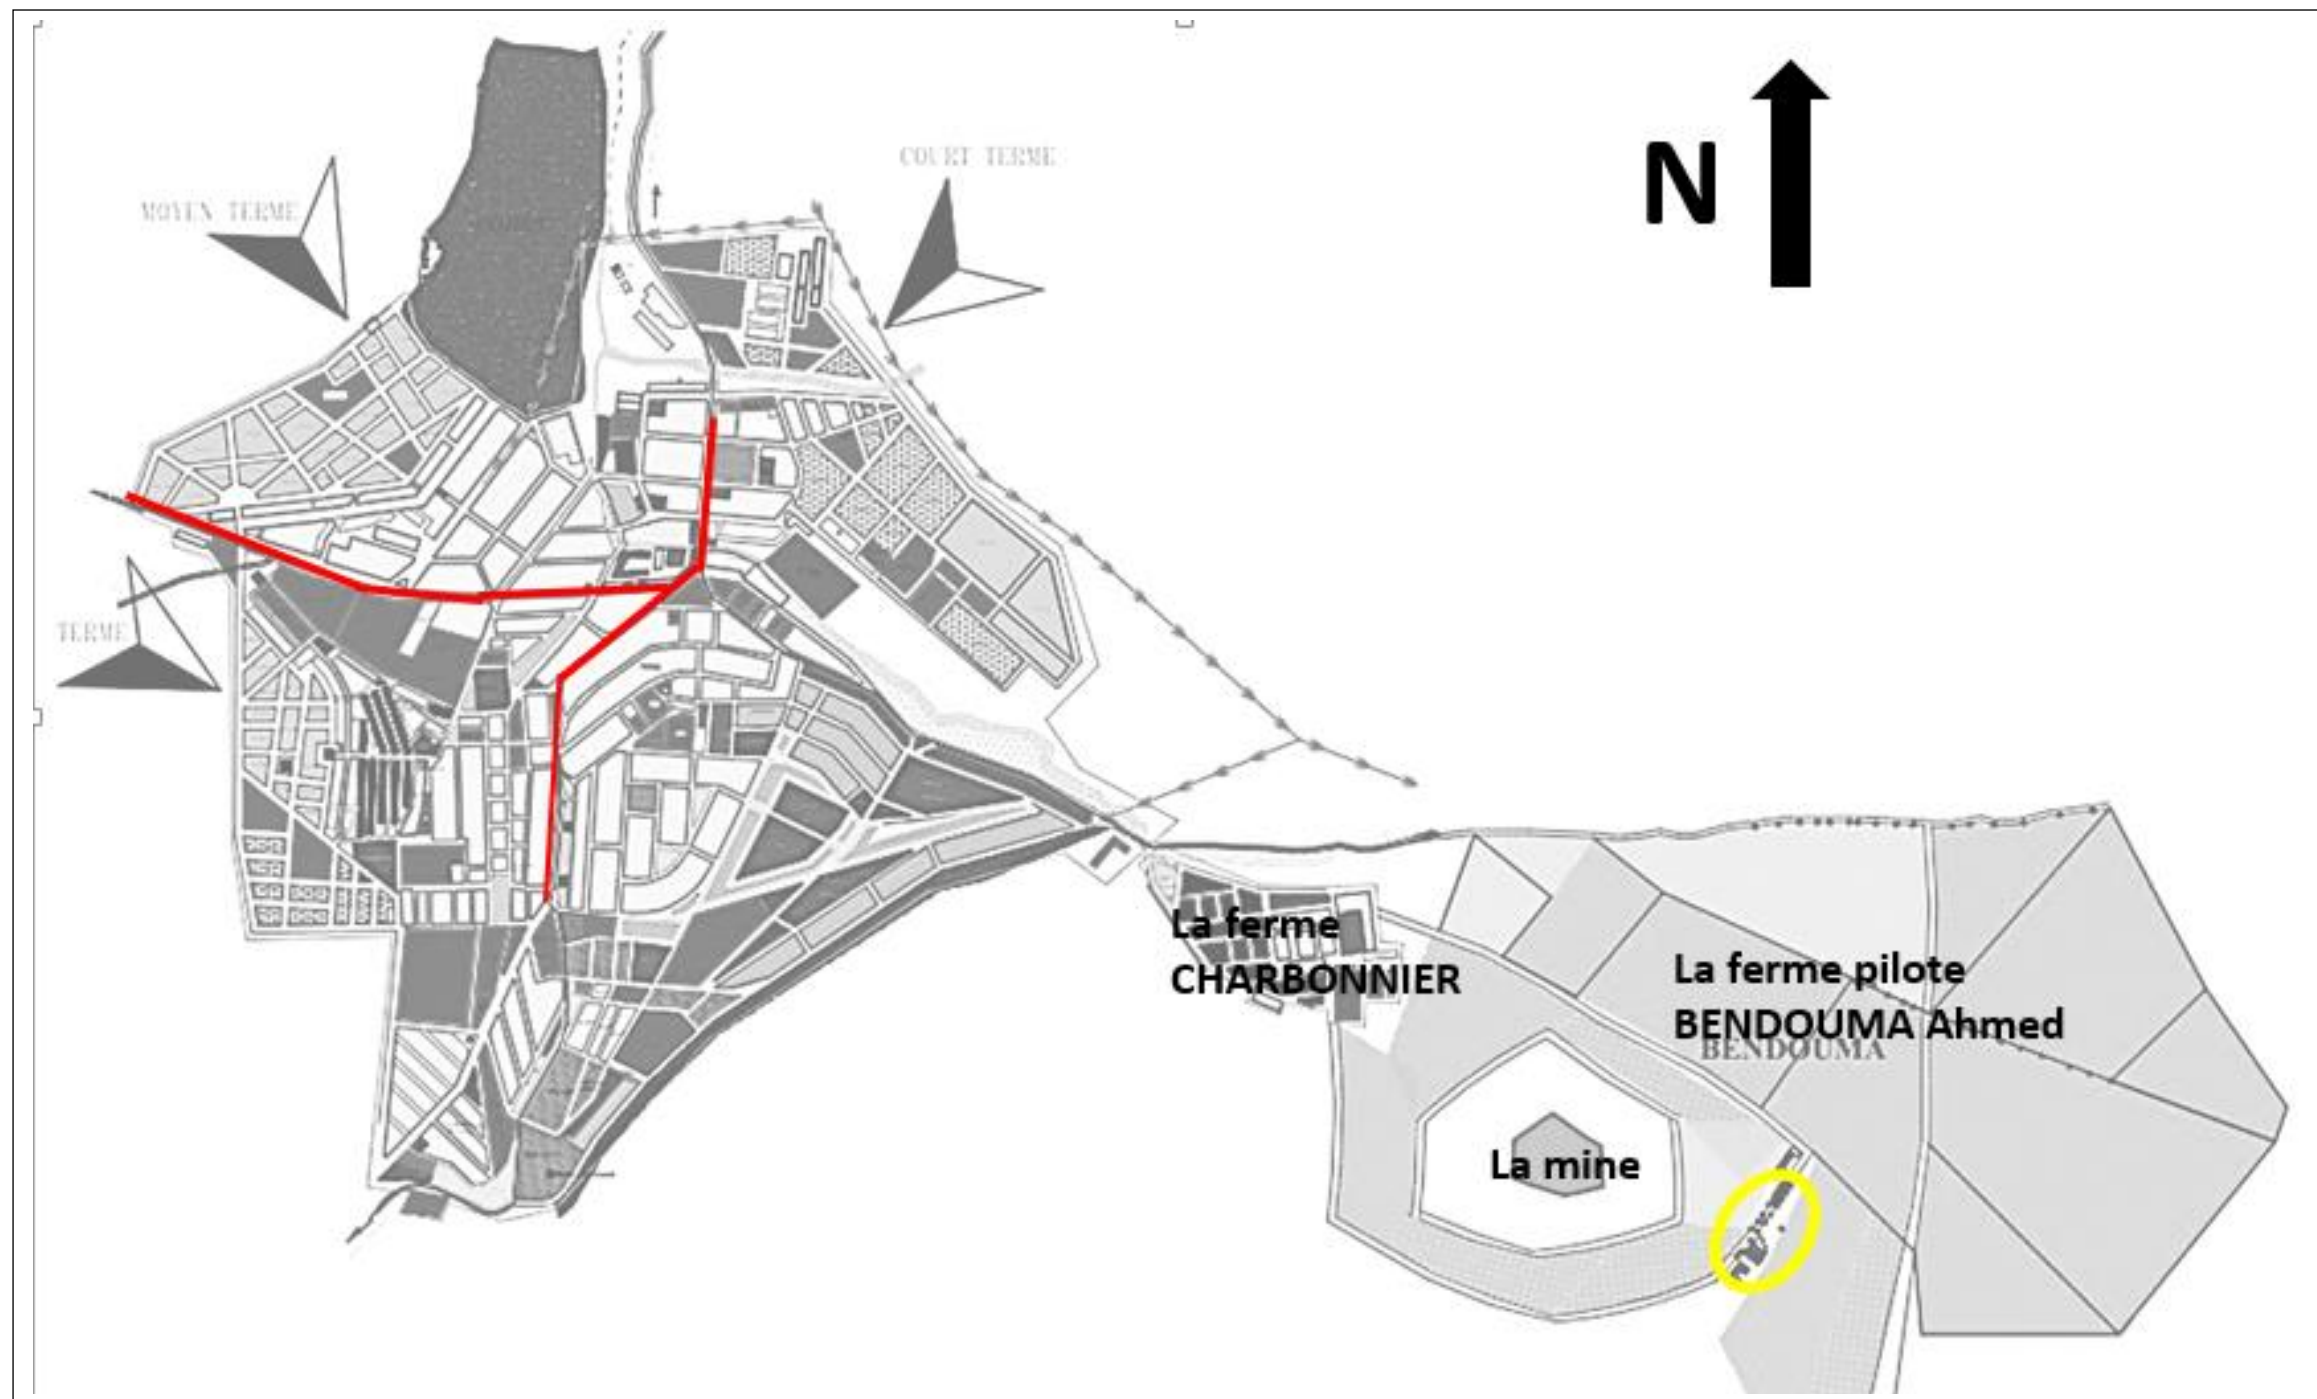 COURT TERME
N
MOYEN TERME
TERME
La ferme
CHARBONNIER
La ferme pilote
BENDOUMA Ahmed
BENDOUMA
La mine